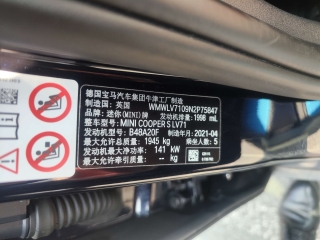 德国宝马汽车集团牛津工厂制造
制造国：英国 WMWLV7109N2P75847
品牌：迷你(MINI)牌 发动机排量：1998 mL
整车型号：MINI COOPER S LV71
发动机型号：B48A20F 制造年月：2021-04
最大允许总质量：1945 kg 乘坐人数：5
发动机最大净功率：141 kW
最大允许牵引质量：-- kg